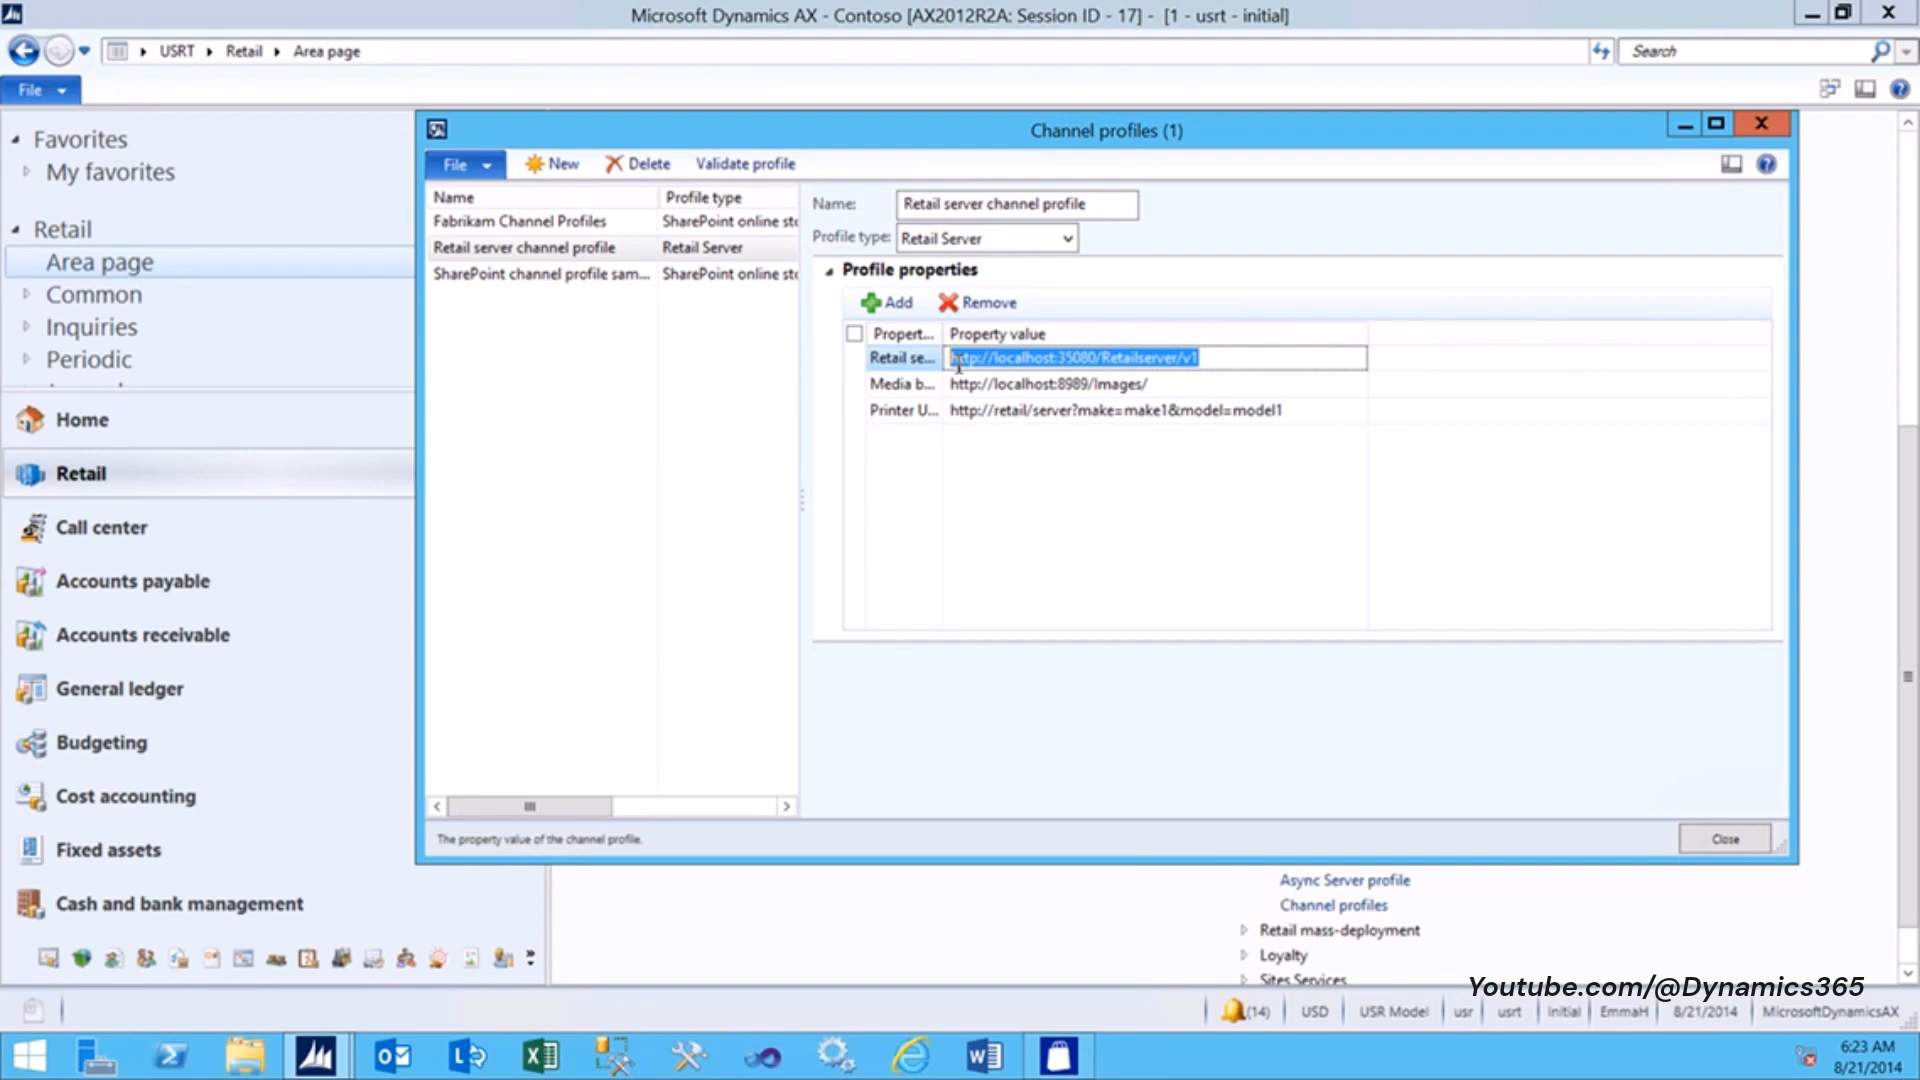 Microsoft Dynamics AX - Contoso [AX2012R2A: Session ID - 17] - [1 - usrt - initial]
USRT Retail Area page
Search
File
Favorites
My favorites
Retail
Area page
Common
Inquiries
Periodic
Home
Retail
Call center
Accounts payable
Accounts receivable
General ledger
Budgeting
Cost accounting
Fixed assets
Cash and bank management
Channel profiles (1)
File New Delete Validate profile
Name Profile type
Fabrikam Channel Profiles SharePoint online sto
Retail server channel profile Retail Server
SharePoint channel profile sam... SharePoint online sto
Name: Retail server channel profile
Profile type: Retail Server
Profile properties
Add Remove
Propert... Property value
Retail se... http://localhost:35080/Retailserver/v1
Media b... http://localhost:8989/Images/
Printer U... http://retail/server?make=make1&model=model1
The property value of the channel profile.
Close
Async Server profile
Channel profiles
Retail mass-deployment
Loyalty
Sites Services
Youtube.com/@Dynamics365
(14) USD USR Model usr usrt Initial EmmaH 8/21/2014 MicrosoftDynamicsAX
6:23 AM
8/21/2014